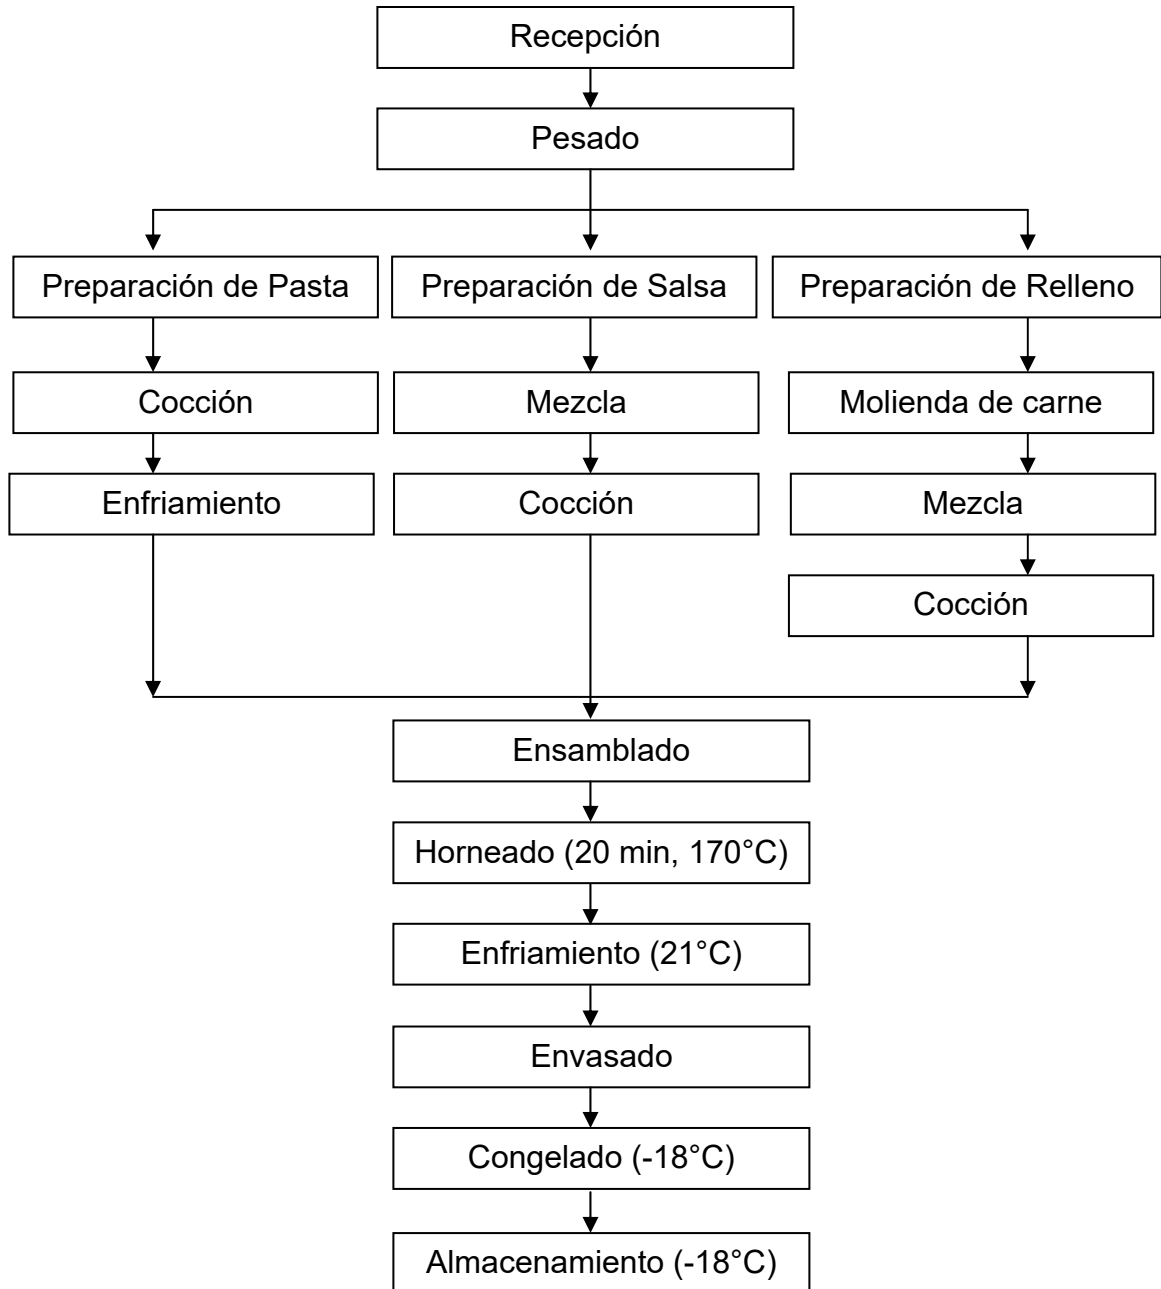 Recepción
Pesado
Preparación de Pasta
Preparación de Salsa
Preparación de Relleno
Cocción
Mezcla
Molienda de carne
Enfriamiento
Cocción
Mezcla
Cocción
Ensamblado
Horneado (20 min, 170°C)
Enfriamiento (21°C)
Envasado
Congelado (-18°C)
Almacenamiento (-18°C)